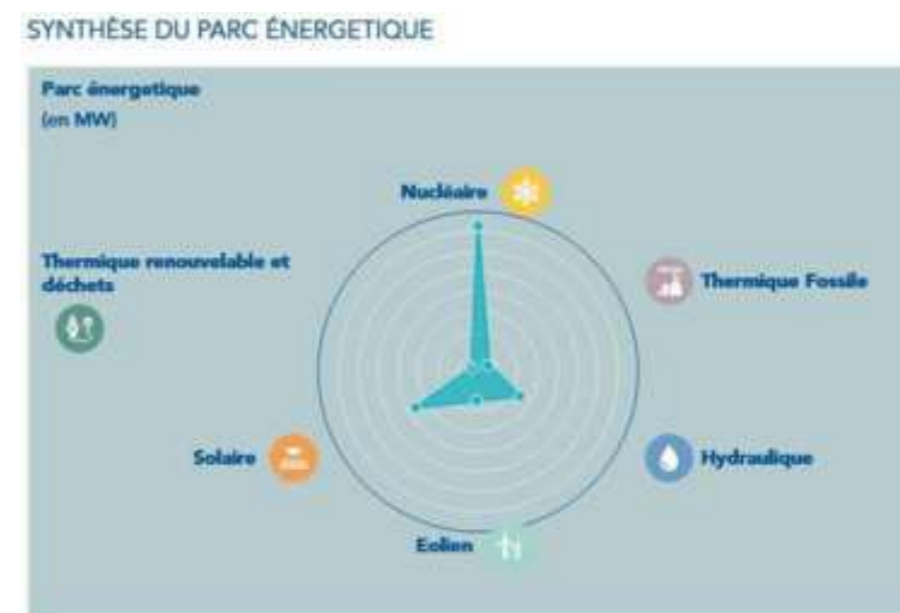 SYNTHÈSE DU PARC ÉNERGETIQUE
Parc énergetique
(en MW)
Nucléaire
Thermique renouvelable et
déchets
Thermique Fossile
Solaire
Hydraulique
Eolien